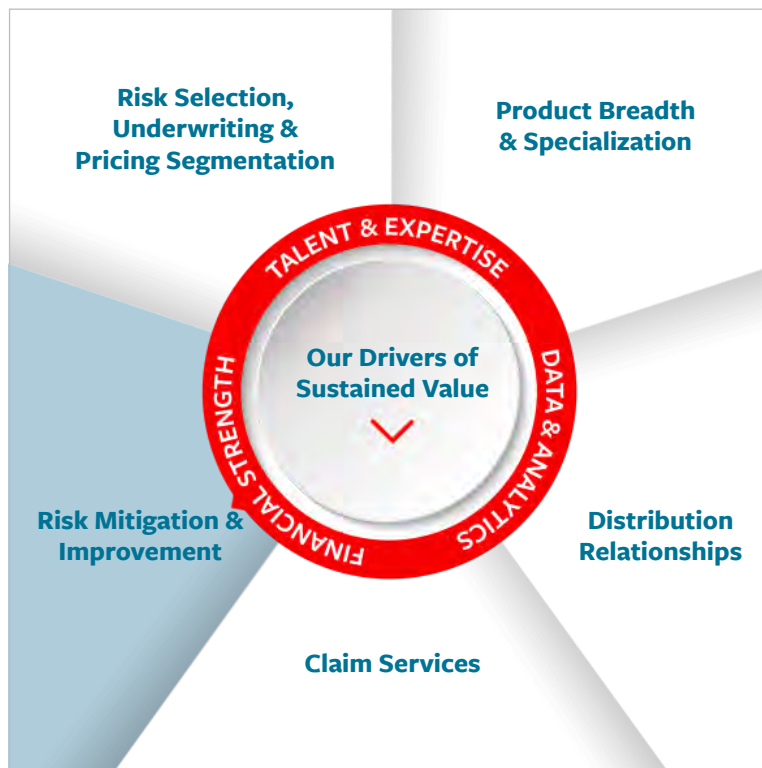 Risk Selection,
Underwriting &
Pricing Segmentation
Product Breadth
& Specialization
TALENT & EXPERTISE
Our Drivers of
Sustained Value
DATA & ANALYTICS
FINANCIAL STRENGTH
Risk Mitigation &
Improvement
Distribution
Relationships
Claim Services